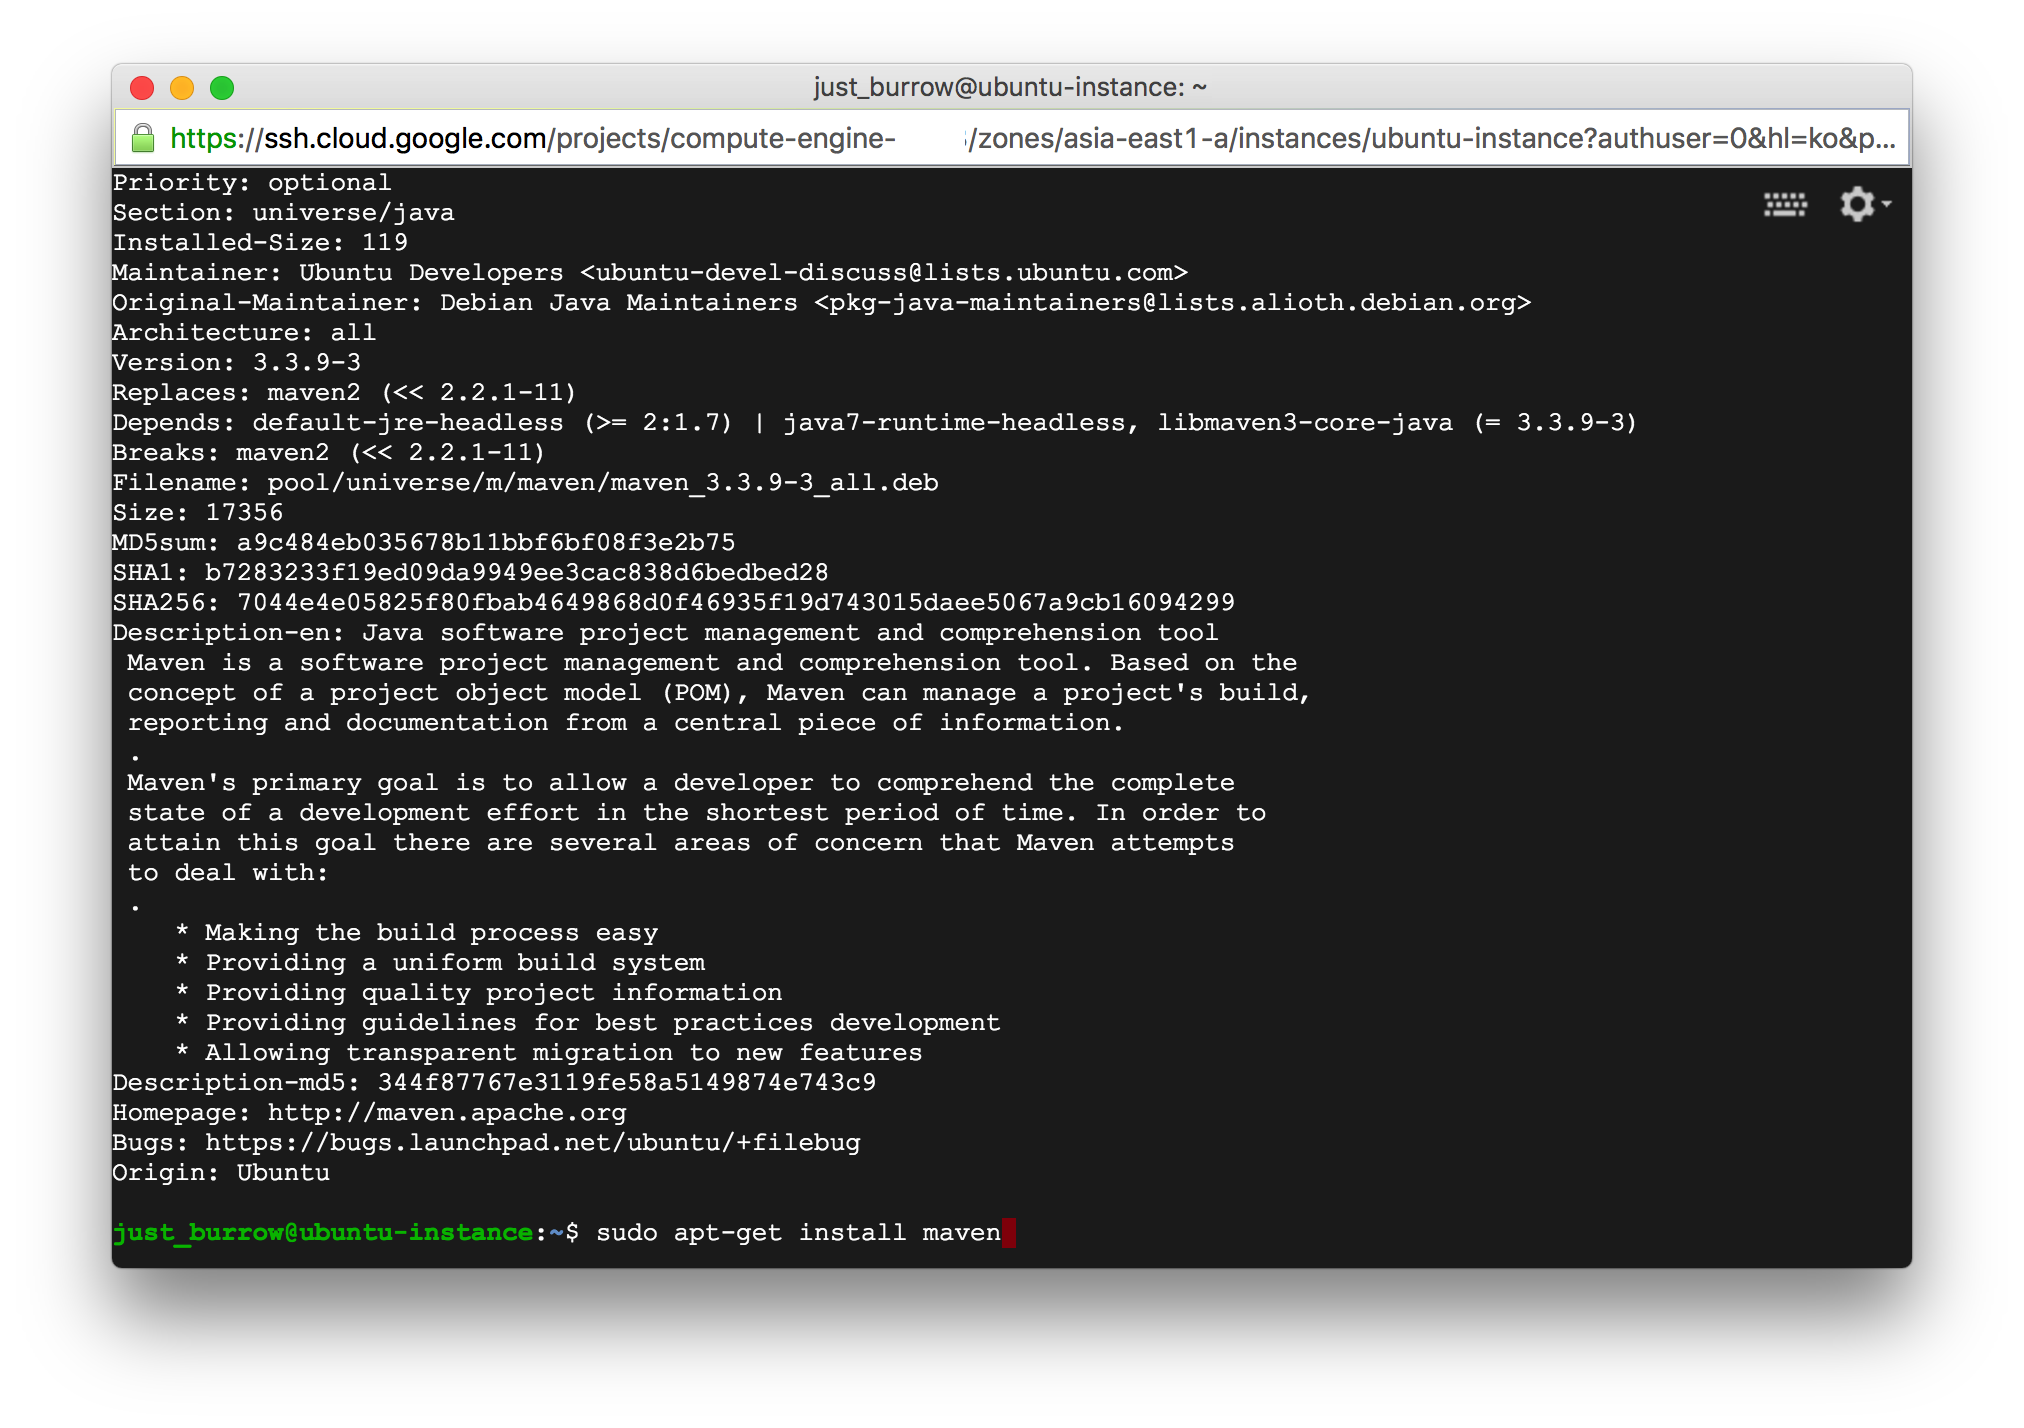 just_burrow@ubuntu-instance: ~
https://ssh.cloud.google.com/projects/compute-engine- /zones/asia-east1-a/instances/ubuntu-instance?authuser=0&hl=ko&p...
Priority: optional
Section: universe/java
Installed-Size: 119
Maintainer: Ubuntu Developers <ubuntu-devel-discuss@lists.ubuntu.com>
Original-Maintainer: Debian Java Maintainers <pkg-java-maintainers@lists.alioth.debian.org>
Architecture: all
Version: 3.3.9-3
Replaces: maven2 (<< 2.2.1-11)
Depends: default-jre-headless (>= 2:1.7) | java7-runtime-headless, libmaven3-core-java (= 3.3.9-3)
Breaks: maven2 (<< 2.2.1-11)
Filename: pool/universe/m/maven/maven_3.3.9-3_all.deb
Size: 17356
MD5sum: a9c484eb035678b11bbf6bf08f3e2b75
SHA1: b7283233f19ed09da9949ee3cac838d6bedbed28
SHA256: 7044e4e05825f80fbab4649868d0f46935f19d743015daee5067a9cb16094299
Description-en: Java software project management and comprehension tool
 Maven is a software project management and comprehension tool. Based on the
 concept of a project object model (POM), Maven can manage a project's build,
 reporting and documentation from a central piece of information.
 .
 Maven's primary goal is to allow a developer to comprehend the complete
 state of a development effort in the shortest period of time. In order to
 attain this goal there are several areas of concern that Maven attempts
 to deal with:
 .
    * Making the build process easy
    * Providing a uniform build system
    * Providing quality project information
    * Providing guidelines for best practices development
    * Allowing transparent migration to new features
Description-md5: 344f87767e3119fe58a5149874e743c9
Homepage: http://maven.apache.org
Bugs: https://bugs.launchpad.net/ubuntu/+filebug
Origin: Ubuntu
just_burrow@ubuntu-instance:~$ sudo apt-get install maven